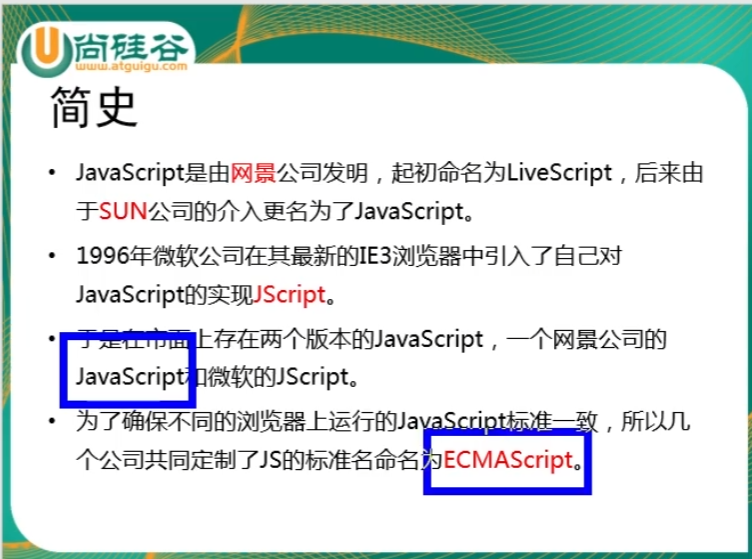 尚硅谷
www.atguigu.com
简史
• JavaScript是由网景公司发明，起初命名为LiveScript，后来由
于SUN公司的介入更名为了JavaScript。
• 1996年微软公司在其最新的IE3浏览器中引入了自己对
JavaScript的实现JScript。
• 于是在市面上存在两个版本的JavaScript，一个网景公司的
JavaScript和微软的JScript。
• 为了确保不同的浏览器上运行的JavaScript标准一致，所以几
个公司共同定制了JS的标准名命名为ECMAScript。